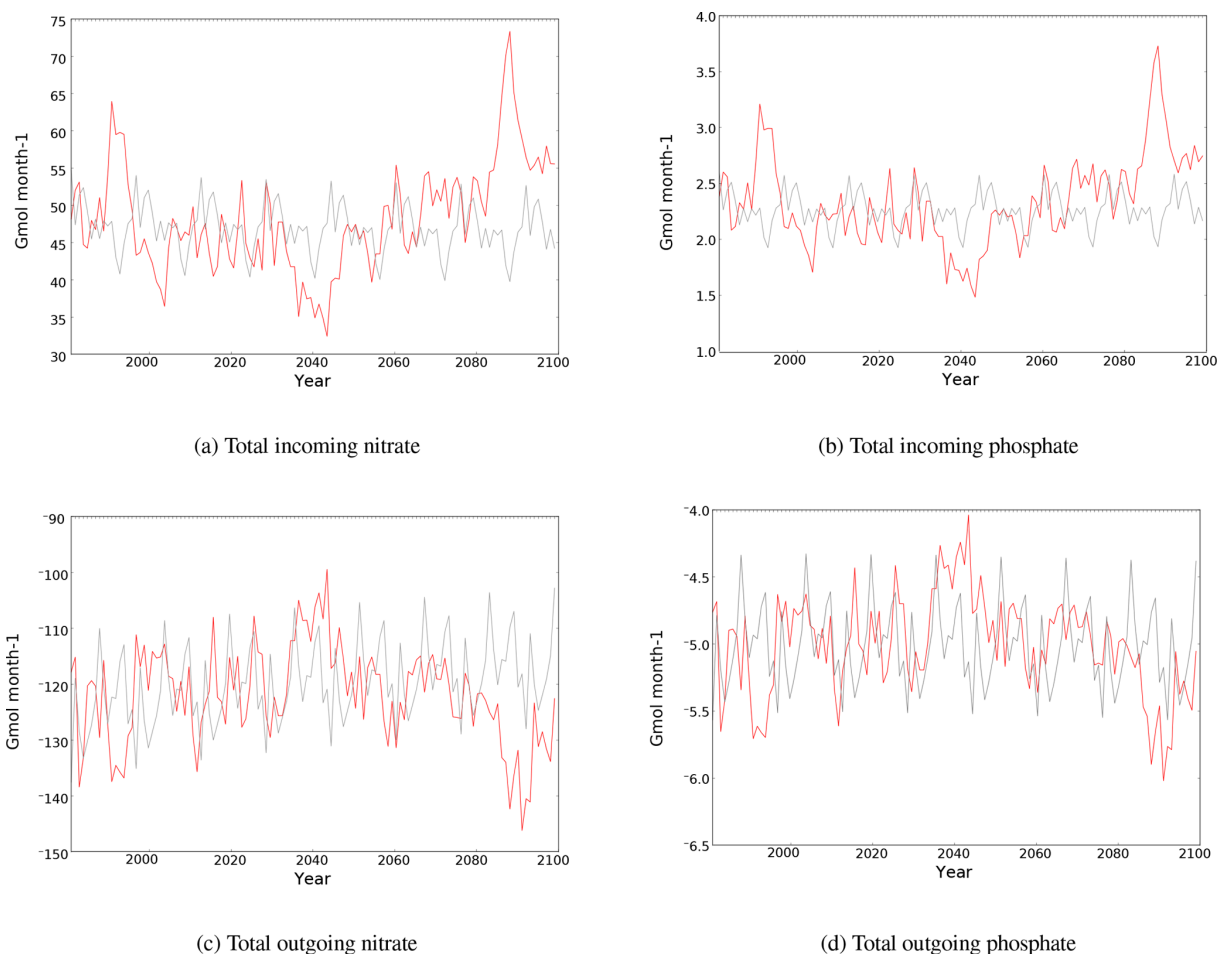 75
70
65
60
55
50
45
40
35
30
Gmol month-1
2000 2020 2040 2060 2080 2100
Year
(a) Total incoming nitrate
4.0
3.5
3.0
2.5
2.0
1.5
1.0
Gmol month-1
2000 2020 2040 2060 2080 2100
Year
(b) Total incoming phosphate
-90
-100
-110
-120
-130
-140
-150
Gmol month-1
2000 2020 2040 2060 2080 2100
Year
(c) Total outgoing nitrate
-4.0
-4.5
-5.0
-5.5
-6.0
-6.5
Gmol month-1
2000 2020 2040 2060 2080 2100
Year
(d) Total outgoing phosphate